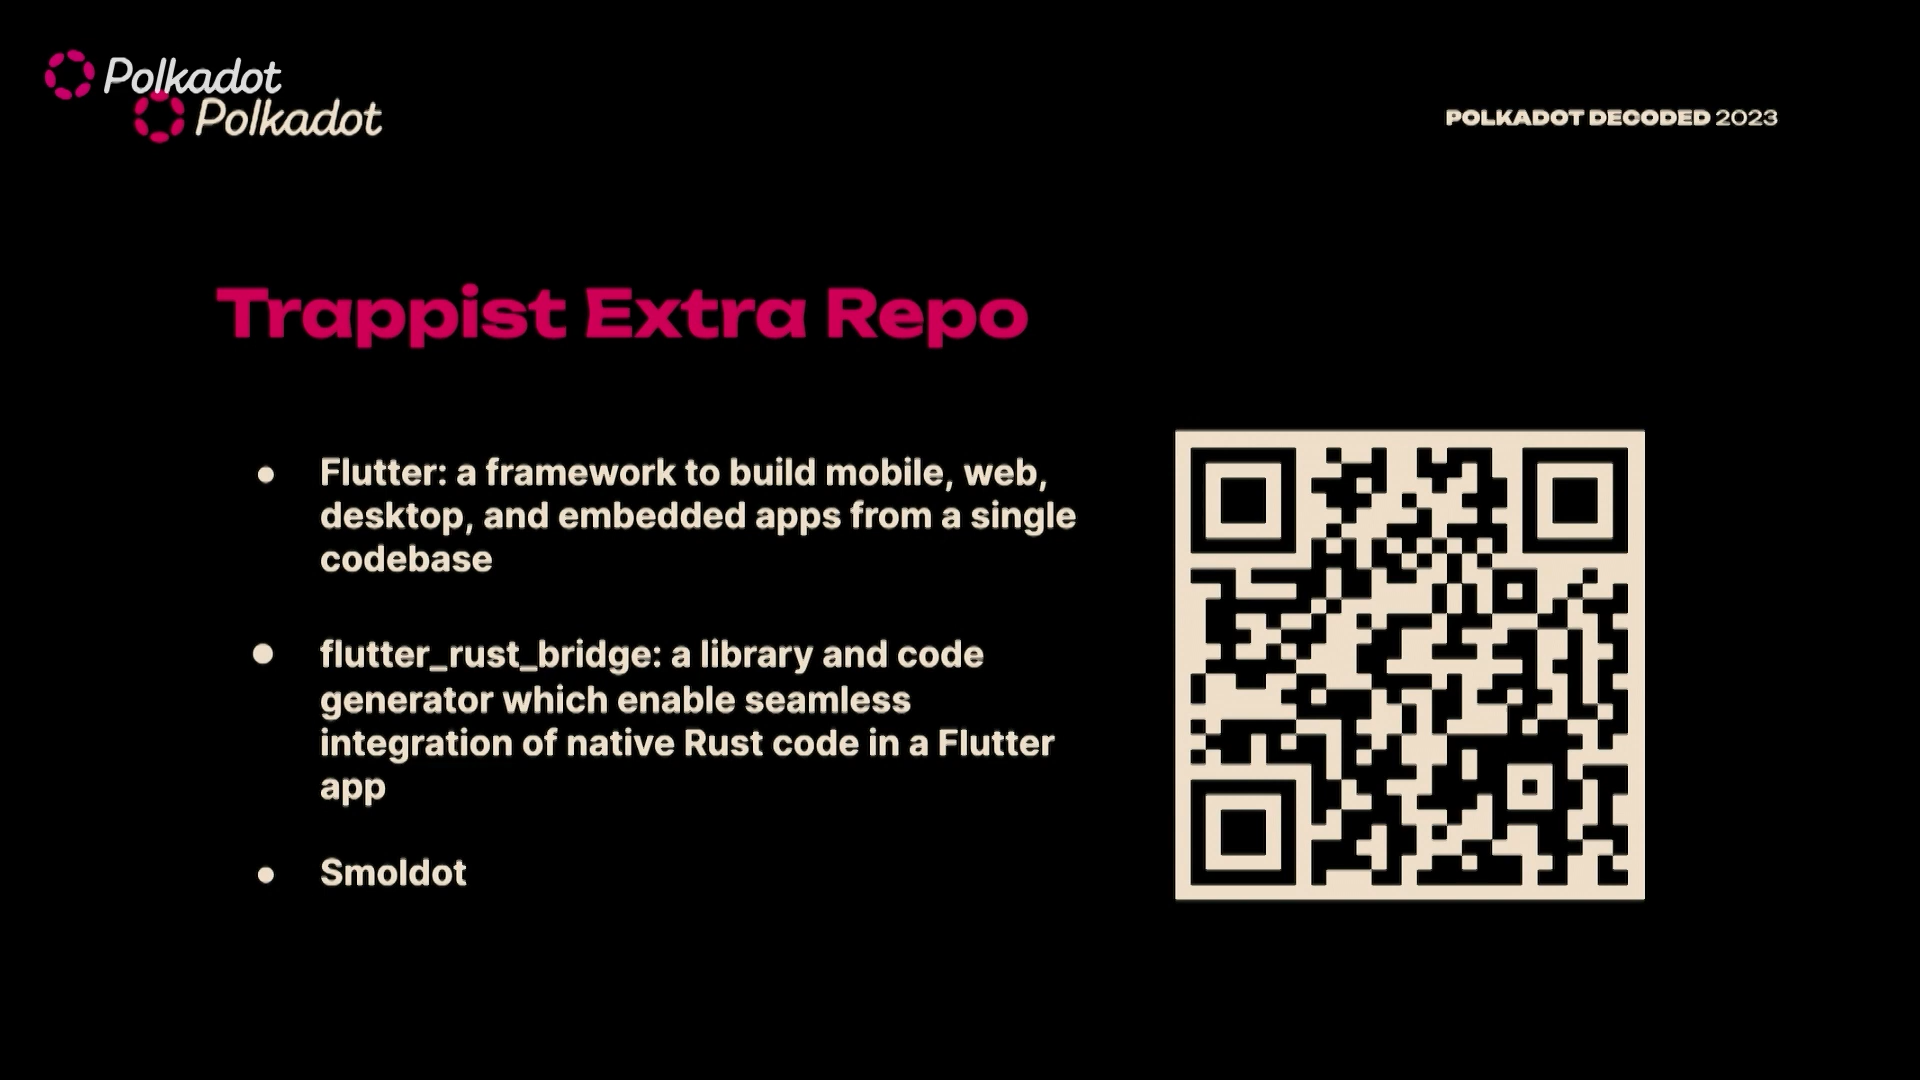 Polkadot
Polkadot
POLKADOT DECODED 2023
Trappist Extra Repo
• Flutter: a framework to build mobile, web,
desktop, and embedded apps from a single
codebase
• flutter_rust_bridge: a library and code
generator which enable seamless
integration of native Rust code in a Flutter
app
• Smoldot